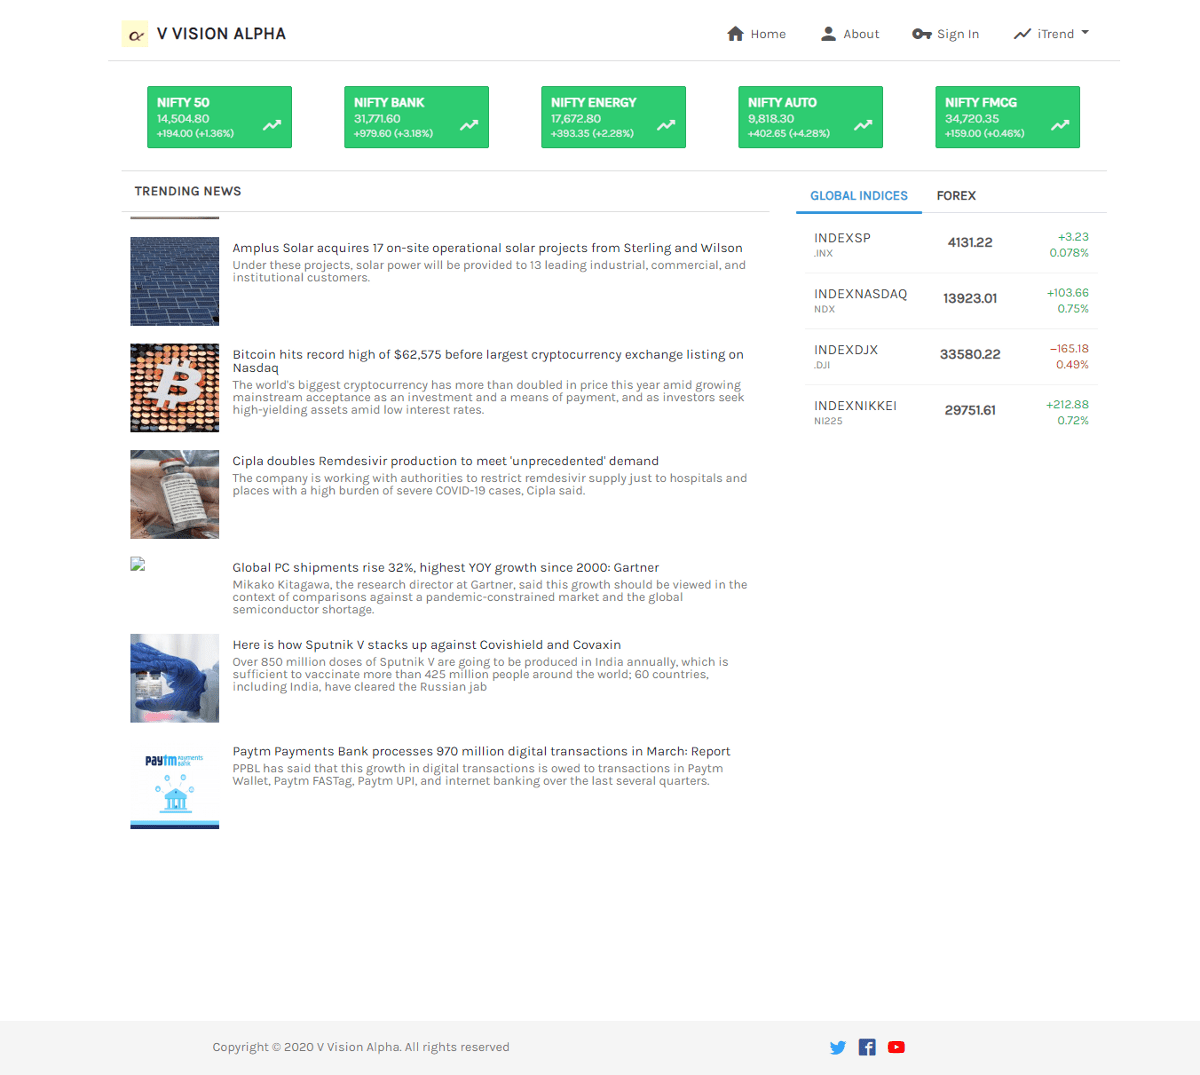 α V VISION ALPHA
Home
About
Sign In
iTrend
NIFTY 50
14,504.80
+194.00 (+1.36%)
NIFTY BANK
31,771.60
+979.60 (+3.18%)
NIFTY ENERGY
17,672.80
+393.35 (+2.28%)
NIFTY AUTO
9,818.30
+402.65 (+4.28%)
NIFTY FMCG
34,720.35
+159.00 (+0.46%)
TRENDING NEWS
Amplus Solar acquires 17 on-site operational solar projects from Sterling and Wilson
Under these projects, solar power will be provided to 13 leading industrial, commercial, and
institutional customers.
Bitcoin hits record high of $62,575 before largest cryptocurrency exchange listing on
Nasdaq
The world's biggest cryptocurrency has more than doubled in price this year amid growing
mainstream acceptance as an investment and a means of payment, and as investors seek
high-yielding assets amid low interest rates.
Cipla doubles Remdesivir production to meet 'unprecedented' demand
The company is working with authorities to restrict remdesivir supply just to hospitals and
places with a high burden of severe COVID-19 cases, Cipla said.
Global PC shipments rise 32%, highest YOY growth since 2000: Gartner
Mikako Kitagawa, the research director at Gartner, said this growth should be viewed in the
context of comparisons against a pandemic-constrained market and the global
semiconductor shortage.
Here is how Sputnik V stacks up against Covishield and Covaxin
Over 850 million doses of Sputnik V are going to be produced in India annually, which is
sufficient to vaccinate more than 425 million people around the world; 60 countries,
including India, have cleared the Russian jab
paytm payments
Bank
Paytm Payments Bank processes 970 million digital transactions in March: Report
PPBL has said that this growth in digital transactions is owed to transactions in Paytm
Wallet, Paytm FASTag, Paytm UPI, and internet banking over the last several quarters.
GLOBAL INDICES
FOREX
INDEXSP
.INX
4131.22
+3.23
0.078%
INDEXNASDAQ
NDX
13923.01
+103.66
0.75%
INDEXDJX
.DJI
33580.22
−165.18
0.49%
INDEXNIKKEI
NI225
29751.61
+212.88
0.72%
Copyright © 2020 V Vision Alpha. All rights reserved